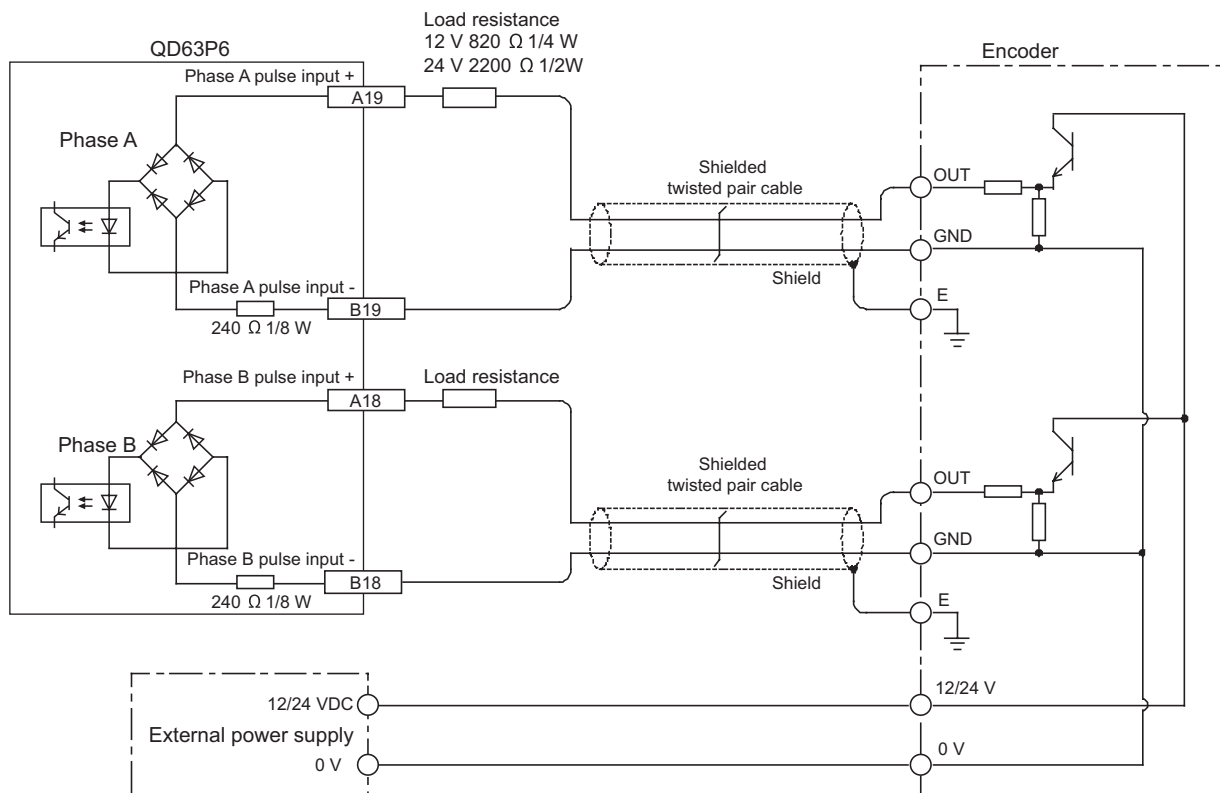 Load resistance
12 V 820 Ω 1/4 W
24 V 2200 Ω 1/2W
QD63P6
Encoder
Phase A pulse input +
A19
Phase A
Shielded
twisted pair cable
OUT
GND
Shield
Phase A pulse input -
B19
240 Ω 1/8 W
E
Phase B pulse input +
A18
Load resistance
Phase B
Shielded
twisted pair cable
OUT
GND
Phase B pulse input -
B18
Shield
240 Ω 1/8 W
E
12/24 VDC
12/24 V
External power supply
0 V
0 V